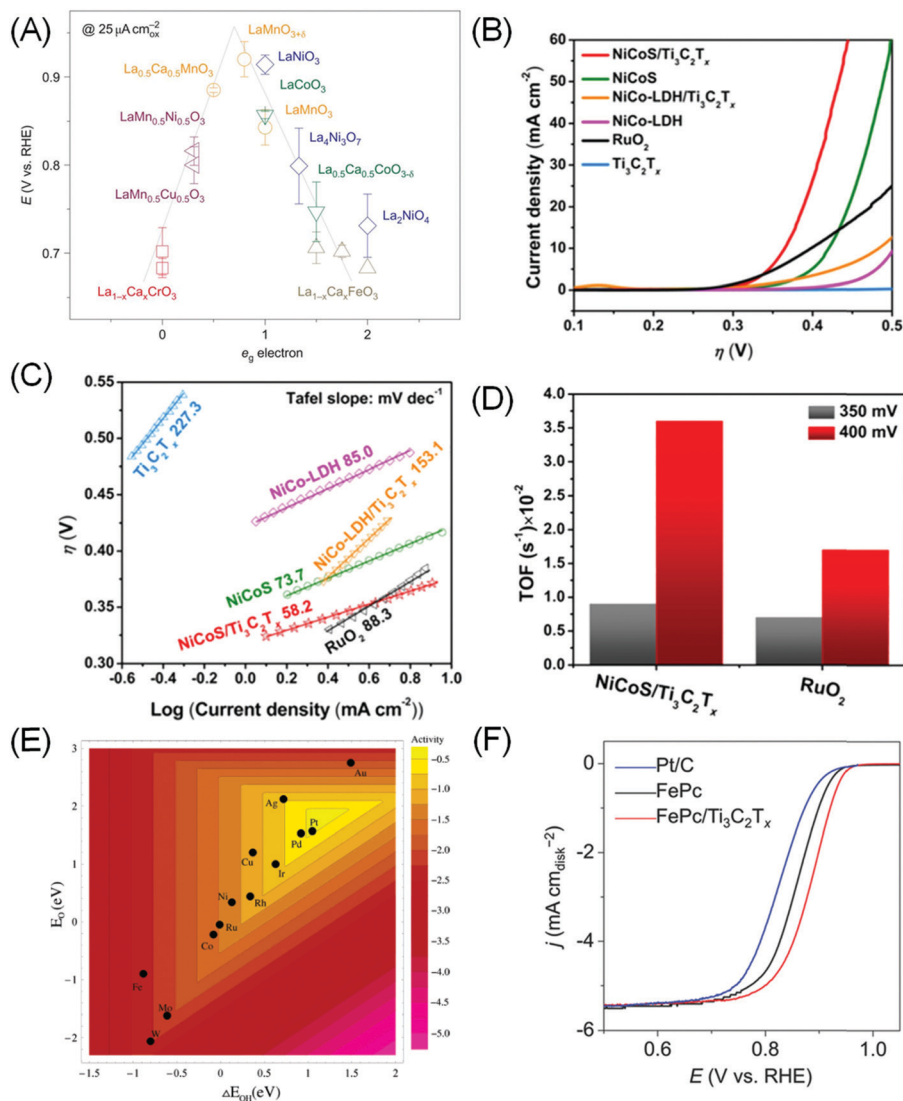 (A)
@ 25 μA cm⁻²ox
LaMnO3+δ
La0.5Ca0.5MnO3
LaNiO3
LaCoO3
LaMn0.5Ni0.5O3
LaMnO3
La4Ni3O7
LaMn0.5Cu0.5O3
La0.5Ca0.5CoO3-δ
La2NiO4
La1–xCaxCrO3
La1–xCaxFeO3
0.9
0.8
0.7
E (V vs. RHE)
0 1 2
eg electron
(B)
NiCoS/Ti3C2Tx
NiCoS
NiCo-LDH/Ti3C2Tx
NiCo-LDH
RuO2
Ti3C2Tx
60
50
40
30
20
10
0
Current density (mA cm⁻²)
0.1 0.2 0.3 0.4 0.5
η (V)
(C)
Tafel slope: mV dec⁻¹
Ti3C2Tx 227.3
NiCo-LDH 85.0
NiCo-LDH/Ti3C2Tx 153.1
NiCoS 73.7
NiCoS/Ti3C2Tx 58.2
RuO2 88.3
0.55
0.50
0.45
0.40
0.35
0.30
η (V)
-0.6 -0.4 -0.2 0.0 0.2 0.4 0.6 0.8 1.0
Log (Current density (mA cm⁻²))
(D)
350 mV
400 mV
4.0
3.5
3.0
2.5
2.0
1.5
1.0
0.5
0.0
TOF (s⁻¹)×10⁻²
NiCoS/Ti3C2Tx
RuO2
(E)
Activity
Au
Ag
Pt
Pd
Cu
Ir
Ni
Rh
Ru
Co
Fe
Mo
W
3
2
1
0
−1
−2
EO(eV)
−1.5 −1 −0.5 0 0.5 1 1.5 2
ΔEOH(eV)
−0.5
−1.0
−1.5
−2.0
−2.5
−3.0
−3.5
−4.0
−4.5
−5.0
(F)
Pt/C
FePc
FePc/Ti3C2Tx
0
−2
−4
−6
j (mA cmdisk⁻²)
0.6 0.8 1.0
E (V vs. RHE)